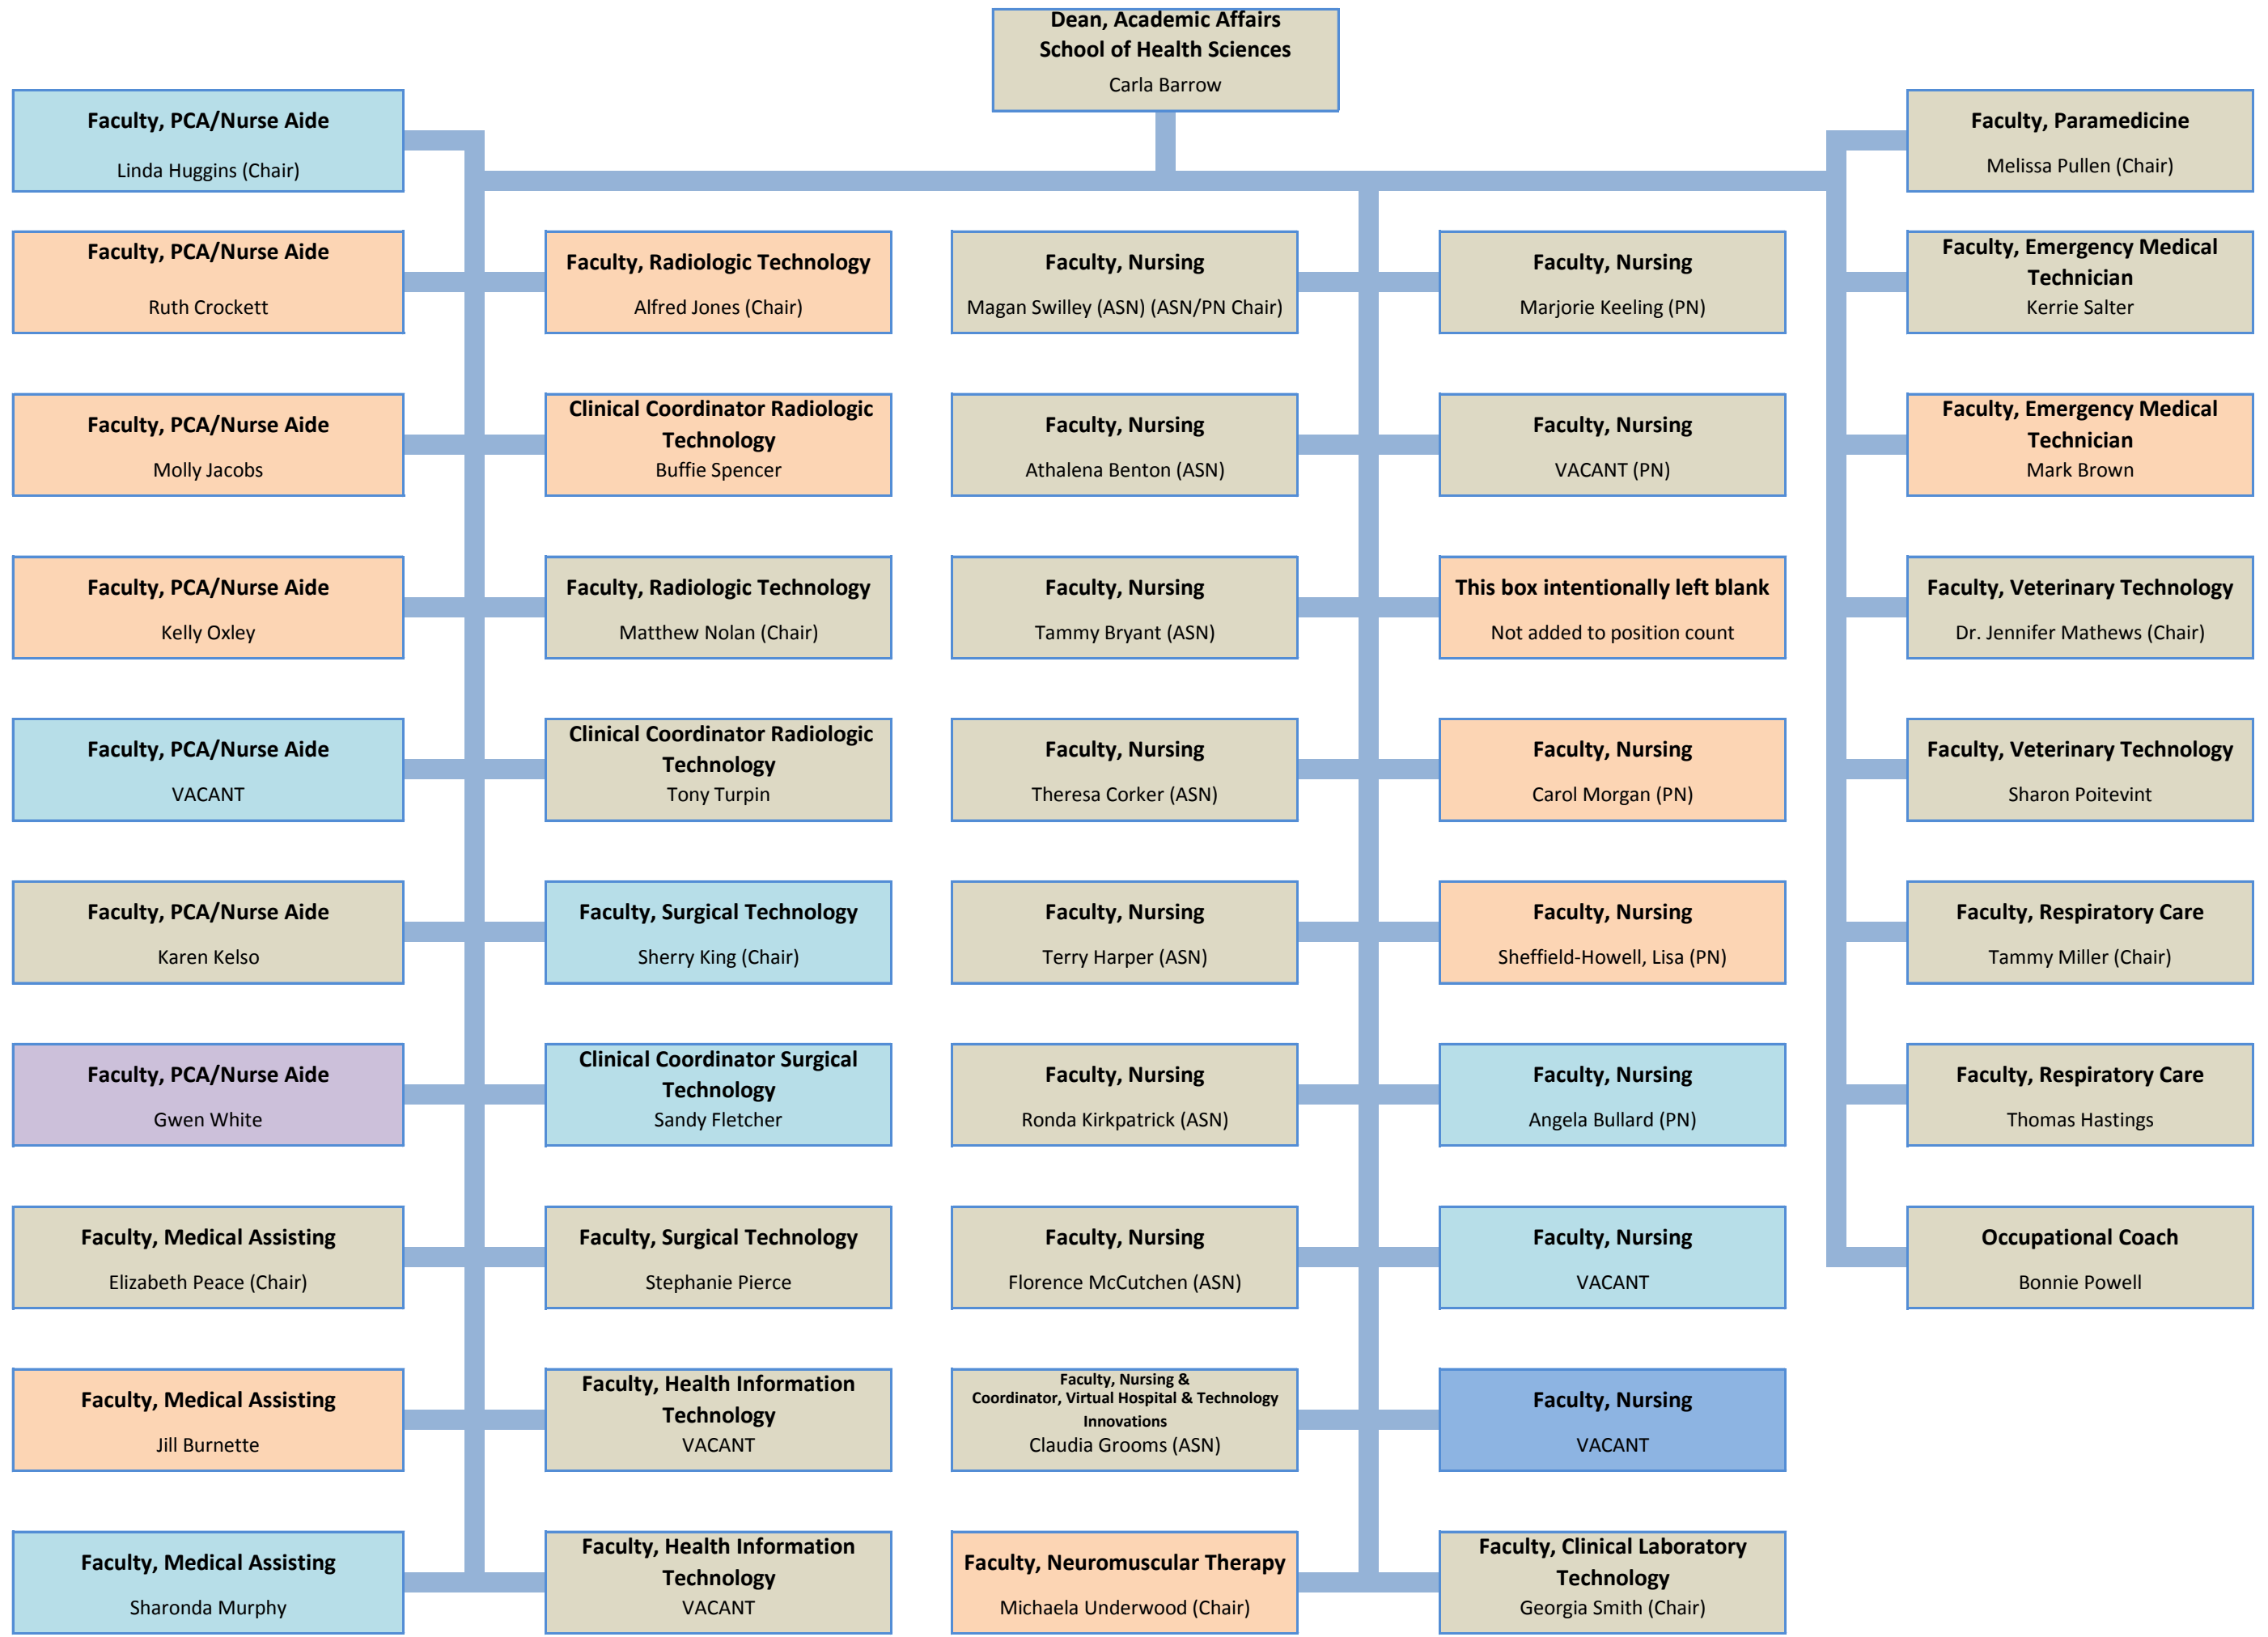 Dean, Academic Affairs
School of Health Sciences
Carla Barrow
Faculty, PCA/Nurse Aide
Linda Huggins (Chair)
Faculty, Paramedicine
Melissa Pullen (Chair)
Faculty, PCA/Nurse Aide
Ruth Crockett
Faculty, Radiologic Technology
Alfred Jones (Chair)
Faculty, Nursing
Magan Swilley (ASN) (ASN/PN Chair)
Faculty, Nursing
Marjorie Keeling (PN)
Faculty, Emergency Medical
Technician
Kerrie Salter
Faculty, PCA/Nurse Aide
Molly Jacobs
Clinical Coordinator Radiologic
Technology
Buffie Spencer
Faculty, Nursing
Athalena Benton (ASN)
Faculty, Nursing
VACANT (PN)
Faculty, Emergency Medical
Technician
Mark Brown
Faculty, PCA/Nurse Aide
Kelly Oxley
Faculty, Radiologic Technology
Matthew Nolan (Chair)
Faculty, Nursing
Tammy Bryant (ASN)
This box intentionally left blank
Not added to position count
Faculty, Veterinary Technology
Dr. Jennifer Mathews (Chair)
Faculty, PCA/Nurse Aide
VACANT
Clinical Coordinator Radiologic
Technology
Tony Turpin
Faculty, Nursing
Theresa Corker (ASN)
Faculty, Nursing
Carol Morgan (PN)
Faculty, Veterinary Technology
Sharon Poitevint
Faculty, PCA/Nurse Aide
Karen Kelso
Faculty, Surgical Technology
Sherry King (Chair)
Faculty, Nursing
Terry Harper (ASN)
Faculty, Nursing
Sheffield-Howell, Lisa (PN)
Faculty, Respiratory Care
Tammy Miller (Chair)
Faculty, PCA/Nurse Aide
Gwen White
Clinical Coordinator Surgical
Technology
Sandy Fletcher
Faculty, Nursing
Ronda Kirkpatrick (ASN)
Faculty, Nursing
Angela Bullard (PN)
Faculty, Respiratory Care
Thomas Hastings
Faculty, Medical Assisting
Elizabeth Peace (Chair)
Faculty, Surgical Technology
Stephanie Pierce
Faculty, Nursing
Florence McCutchen (ASN)
Faculty, Nursing
VACANT
Occupational Coach
Bonnie Powell
Faculty, Medical Assisting
Jill Burnette
Faculty, Health Information
Technology
VACANT
Faculty, Nursing &
Coordinator, Virtual Hospital & Technology
Innovations
Claudia Grooms (ASN)
Faculty, Nursing
VACANT
Faculty, Medical Assisting
Sharonda Murphy
Faculty, Health Information
Technology
VACANT
Faculty, Neuromuscular Therapy
Michaela Underwood (Chair)
Faculty, Clinical Laboratory
Technology
Georgia Smith (Chair)